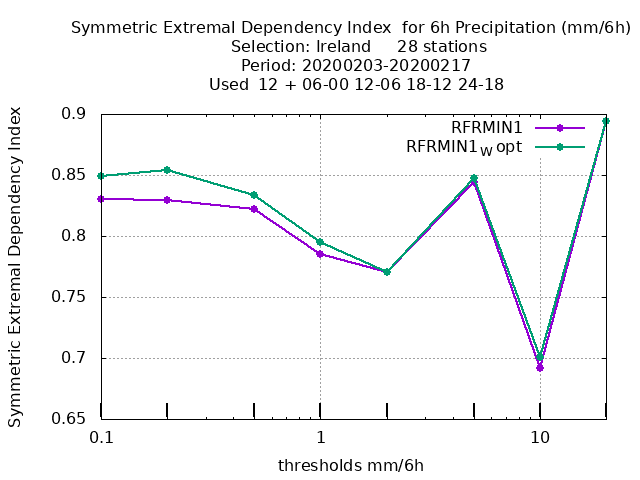 Symmetric Extremal Dependency Index  for 6h Precipitation (mm/6h)
Selection: Ireland     28 stations
Period: 20200203-20200217
Used  12 + 06-00 12-06 18-12 24-18
Symmetric Extremal Dependency Index
0.9
0.85
0.8
0.75
0.7
0.65
RFRMIN1
RFRMIN1W opt
0.1
1
10
thresholds mm/6h